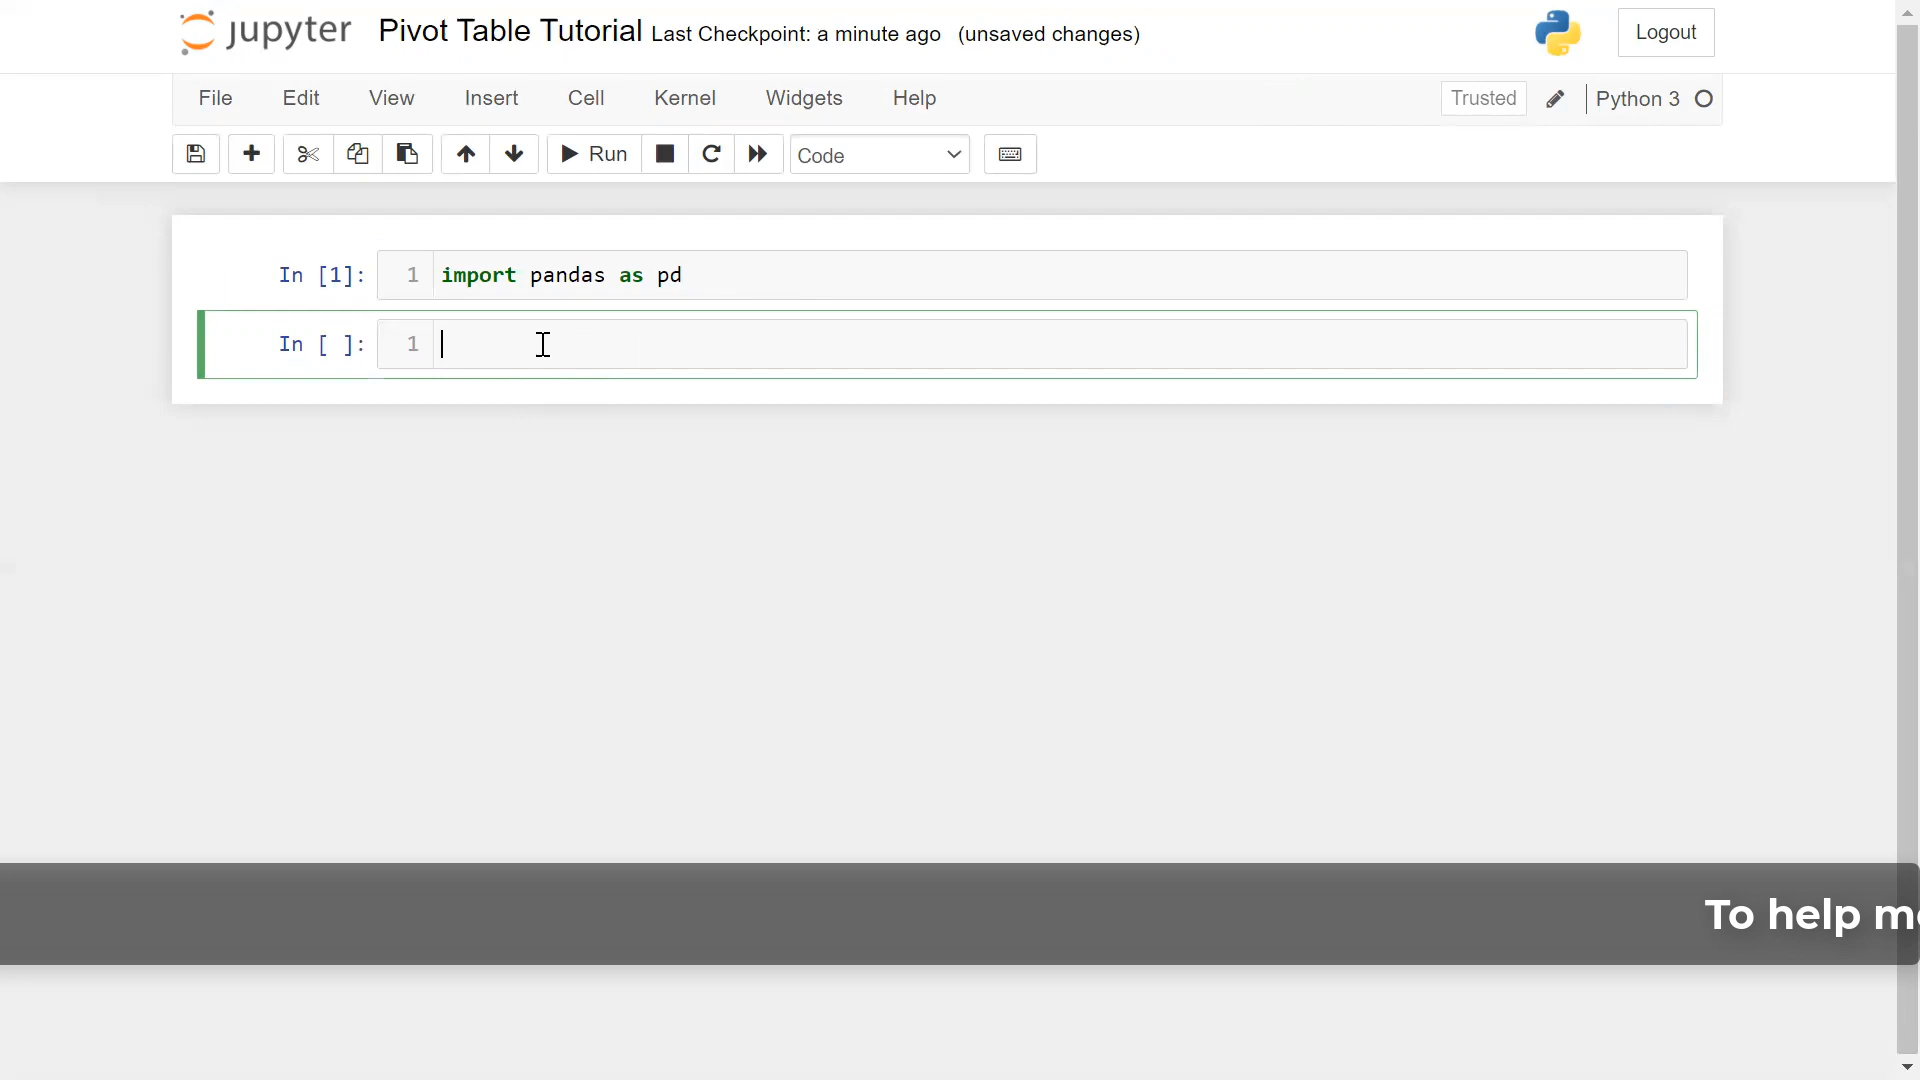 jupyter Pivot Table Tutorial Last Checkpoint: a minute ago (unsaved changes) Logout
File Edit View Insert Cell Kernel Widgets Help Trusted Python 3
Run Code
In [1]: 1 import pandas as pd
In [ ]: 1
To help